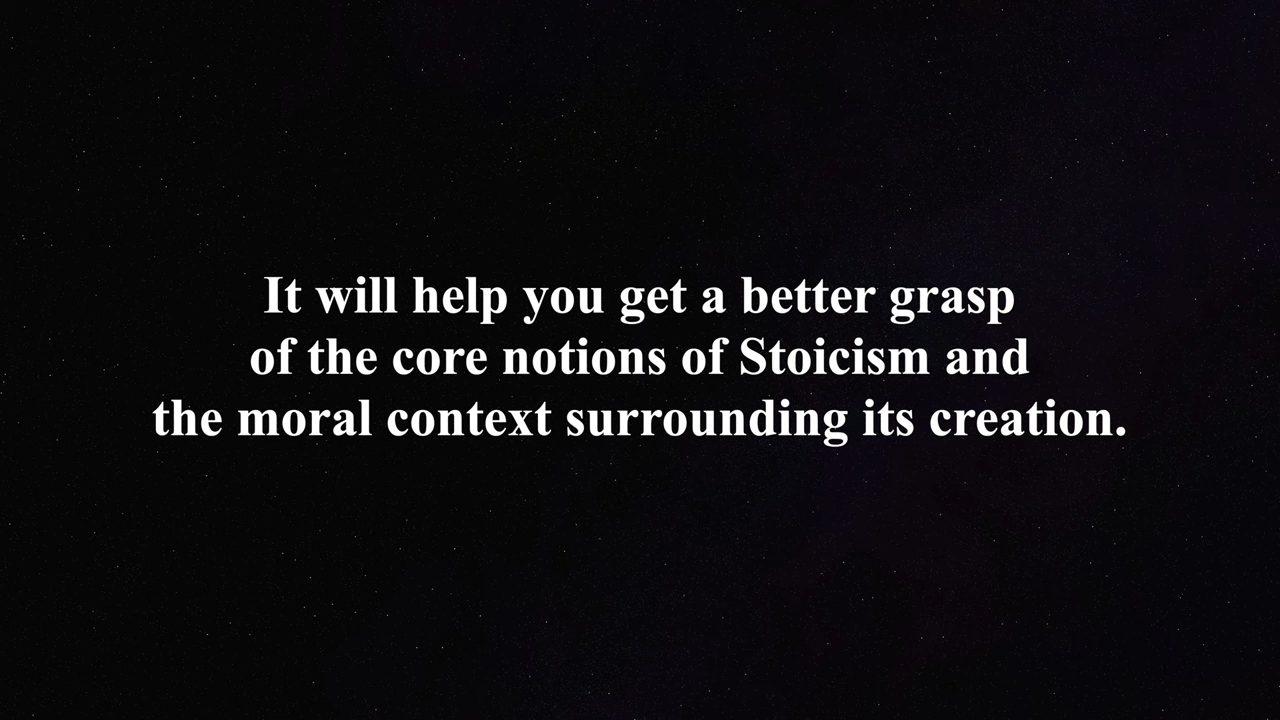 It will help you get a better grasp
of the core notions of Stoicism and
the moral context surrounding its creation.